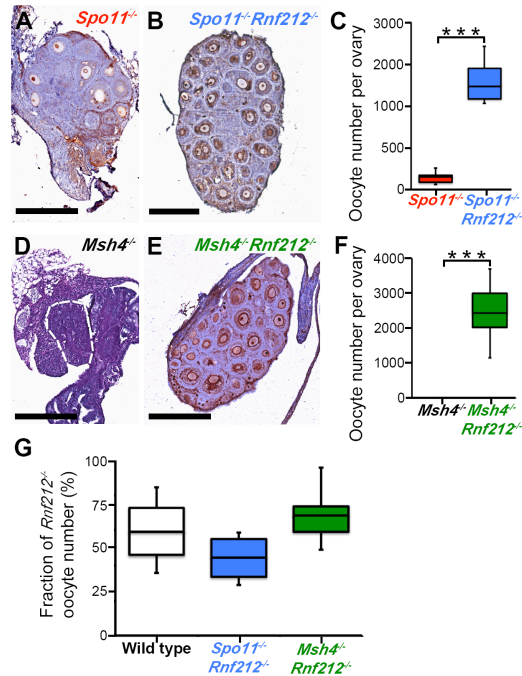 A Spo11-/-
B Spo11-/-Rnf212-/-
C
Oocyte number per ovary
3000
2000
1000
500
0
***
Spo11-/- Spo11-/-
Rnf212-/-
D Msh4-/-
E Msh4-/-Rnf212-/-
F
Oocyte number per ovary
4000
3000
2000
1000
0
***
Msh4-/- Msh4-/-
Rnf212-/-
G
Fraction of Rnf212-/-
oocyte number (%)
100
75
50
25
0
Wild type Spo11-/- Msh4-/-
Rnf212-/- Rnf212-/-